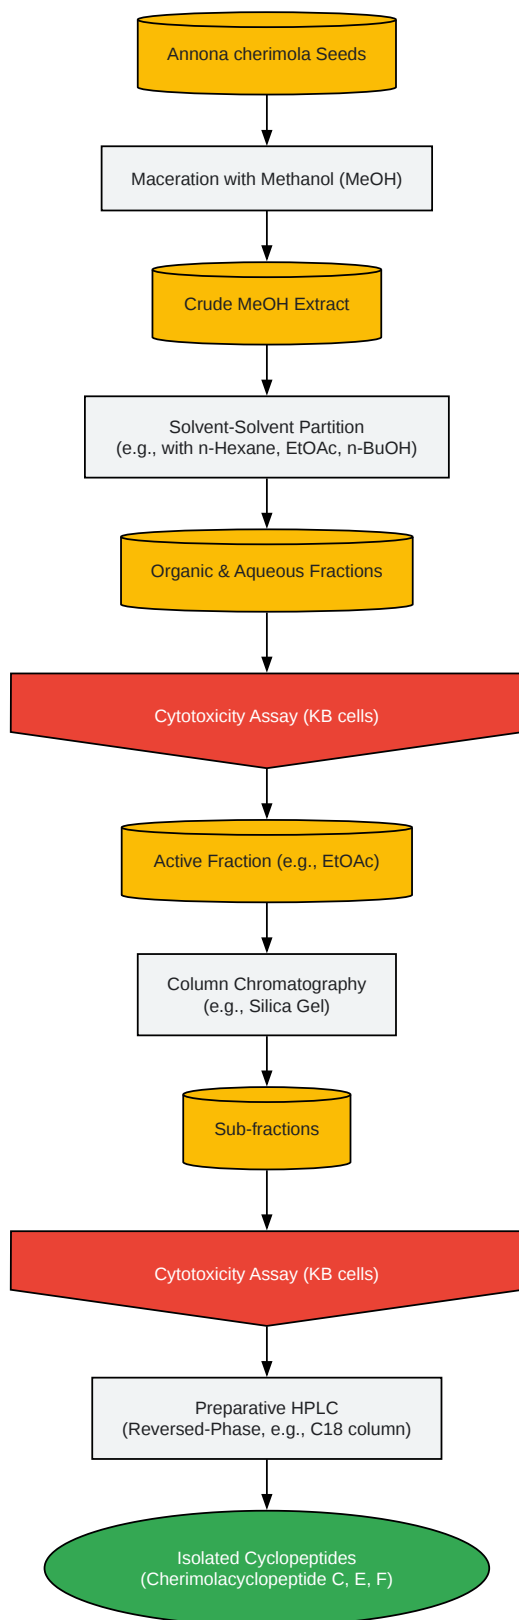 Annona cherimola Seeds
Maceration with Methanol (MeOH)
Crude MeOH Extract
Solvent-Solvent Partition
(e.g., with n-Hexane, EtOAc, n-BuOH)
Organic & Aqueous Fractions
Cytotoxicity Assay (KB cells)
Active Fraction (e.g., EtOAc)
Column Chromatography
(e.g., Silica Gel)
Sub-fractions
Cytotoxicity Assay (KB cells)
Preparative HPLC
(Reversed-Phase, e.g., C18 column)
Isolated Cyclopeptides
(Cherimolacyclopeptide C, E, F)